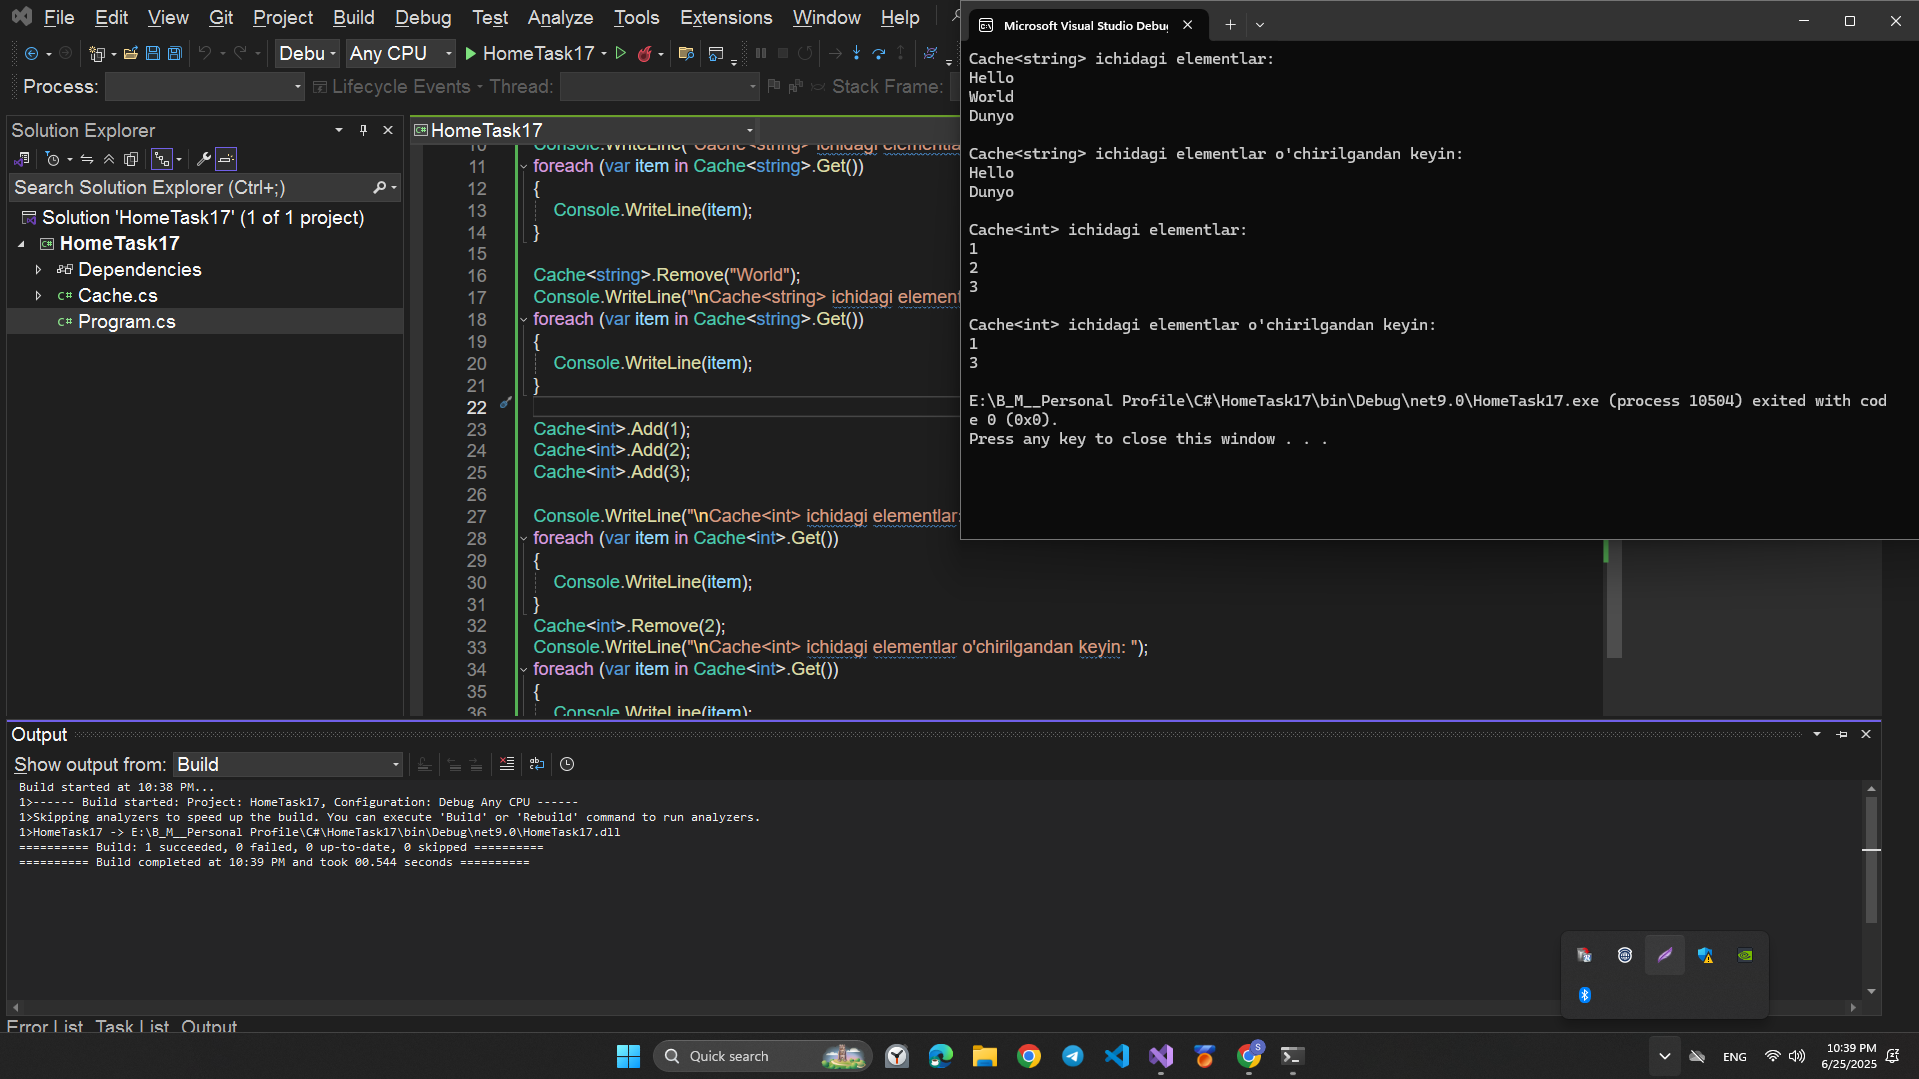 File Edit View Git Project Build Debug Test Analyze Tools Extensions Window Help
Debu Any CPU HomeTask17
Process: Lifecycle Events Thread: Stack Frame:
Solution Explorer
Search Solution Explorer (Ctrl+;)
Solution 'HomeTask17' (1 of 1 project)
HomeTask17
Dependencies
C# Cache.cs
C# Program.cs
HomeTask17
10 Console.WriteLine("Cache<string> ichidagi elementla
11 foreach (var item in Cache<string>.Get())
12 {
13 Console.WriteLine(item);
14 }
15
16 Cache<string>.Remove("World");
17 Console.WriteLine("\nCache<string> ichidagi element
18 foreach (var item in Cache<string>.Get())
19 {
20 Console.WriteLine(item);
21 }
22
23 Cache<int>.Add(1);
24 Cache<int>.Add(2);
25 Cache<int>.Add(3);
26
27 Console.WriteLine("\nCache<int> ichidagi elementlar:
28 foreach (var item in Cache<int>.Get())
29 {
30 Console.WriteLine(item);
31 }
32 Cache<int>.Remove(2);
33 Console.WriteLine("\nCache<int> ichidagi elementlar o'chirilgandan keyin: ");
34 foreach (var item in Cache<int>.Get())
35 {
36 Console.WriteLine(item);
Microsoft Visual Studio Debug
Cache<string> ichidagi elementlar:
Hello
World
Dunyo
Cache<string> ichidagi elementlar o'chirilgandan keyin:
Hello
Dunyo
Cache<int> ichidagi elementlar:
1
2
3
Cache<int> ichidagi elementlar o'chirilgandan keyin:
1
3
E:\B_M__Personal Profile\C#\HomeTask17\bin\Debug\net9.0\HomeTask17.exe (process 10504) exited with cod
e 0 (0x0).
Press any key to close this window . . .
Output
Show output from: Build
Build started at 10:38 PM...
1>------ Build started: Project: HomeTask17, Configuration: Debug Any CPU ------
1>Skipping analyzers to speed up the build. You can execute 'Build' or 'Rebuild' command to run analyzers.
1>HomeTask17 -> E:\B_M__Personal Profile\C#\HomeTask17\bin\Debug\net9.0\HomeTask17.dll
========== Build: 1 succeeded, 0 failed, 0 up-to-date, 0 skipped ==========
========== Build completed at 10:39 PM and took 00.544 seconds ==========
Error List Task List Output
Quick search
S
ENG
10:39 PM
6/25/2025